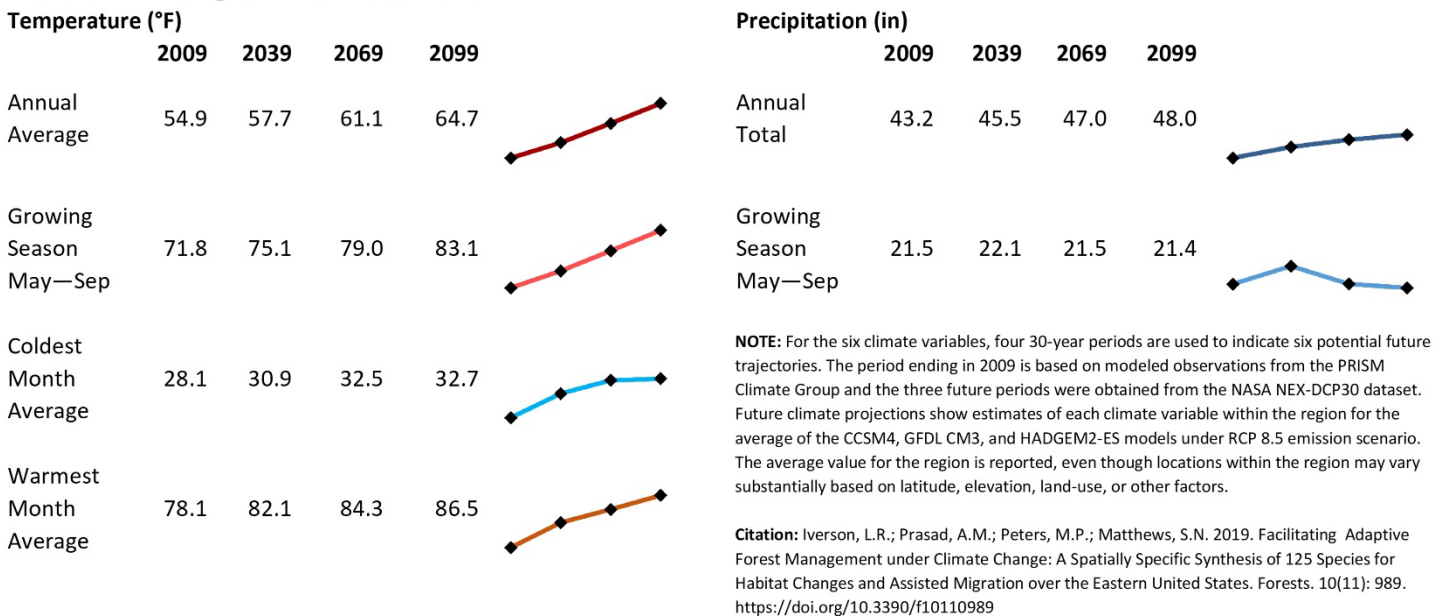 Temperature (°F)
2009 2039 2069 2099
Annual
Average
54.9 57.7 61.1 64.7
Growing
Season
May—Sep
71.8 75.1 79.0 83.1
Coldest
Month
Average
28.1 30.9 32.5 32.7
Warmest
Month
Average
78.1 82.1 84.3 86.5
Precipitation (in)
2009 2039 2069 2099
Annual
Total
43.2 45.5 47.0 48.0
Growing
Season
May—Sep
21.5 22.1 21.5 21.4
NOTE: For the six climate variables, four 30-year periods are used to indicate six potential future
trajectories. The period ending in 2009 is based on modeled observations from the PRISM
Climate Group and the three future periods were obtained from the NASA NEX-DCP30 dataset.
Future climate projections show estimates of each climate variable within the region for the
average of the CCSM4, GFDL CM3, and HADGEM2-ES models under RCP 8.5 emission scenario.
The average value for the region is reported, even though locations within the region may vary
substantially based on latitude, elevation, land-use, or other factors.
Citation: Iverson, L.R.; Prasad, A.M.; Peters, M.P.; Matthews, S.N. 2019. Facilitating Adaptive
Forest Management under Climate Change: A Spatially Specific Synthesis of 125 Species for
Habitat Changes and Assisted Migration over the Eastern United States. Forests. 10(11): 989.
https://doi.org/10.3390/f10110989